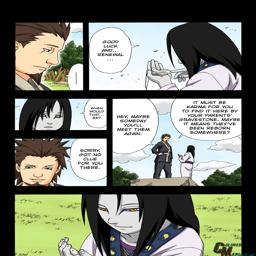 GOOD
LUCK
AND...
RENEWAL
...
WHEN
WOULD
THAT
BE?
HEY, MAYBE
SOMEDAY
YOU'LL
MEET THEM
AGAIN.
IT MUST BE
KARMA FOR YOU
TO FIND IT HERE
BY YOUR
PARENTS'
GRAVESTONE. MAYBE
IT MEANS THEY'VE
BEEN REBORN
SOMEWHERE?
SORRY,
GOT NO
CLUE FOR
YOU
THERE.